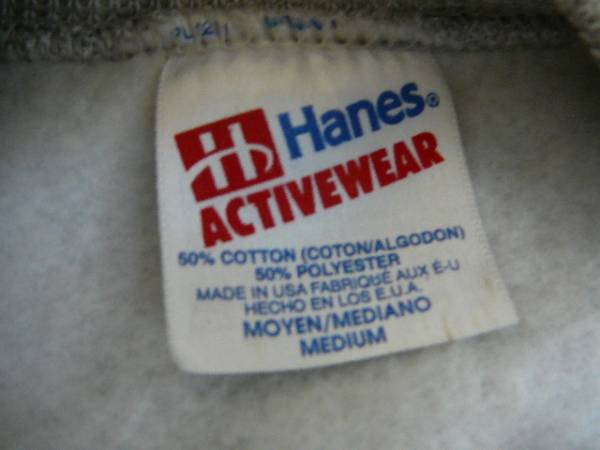 Hanes®
ACTIVEWEAR
50% COTTON (COTON/ALGODON)
50% POLYESTER
MADE IN USA FABRIQUÉ AUX É-U
HECHO EN LOS E.U.A.
MOYEN/MEDIANO
MEDIUM